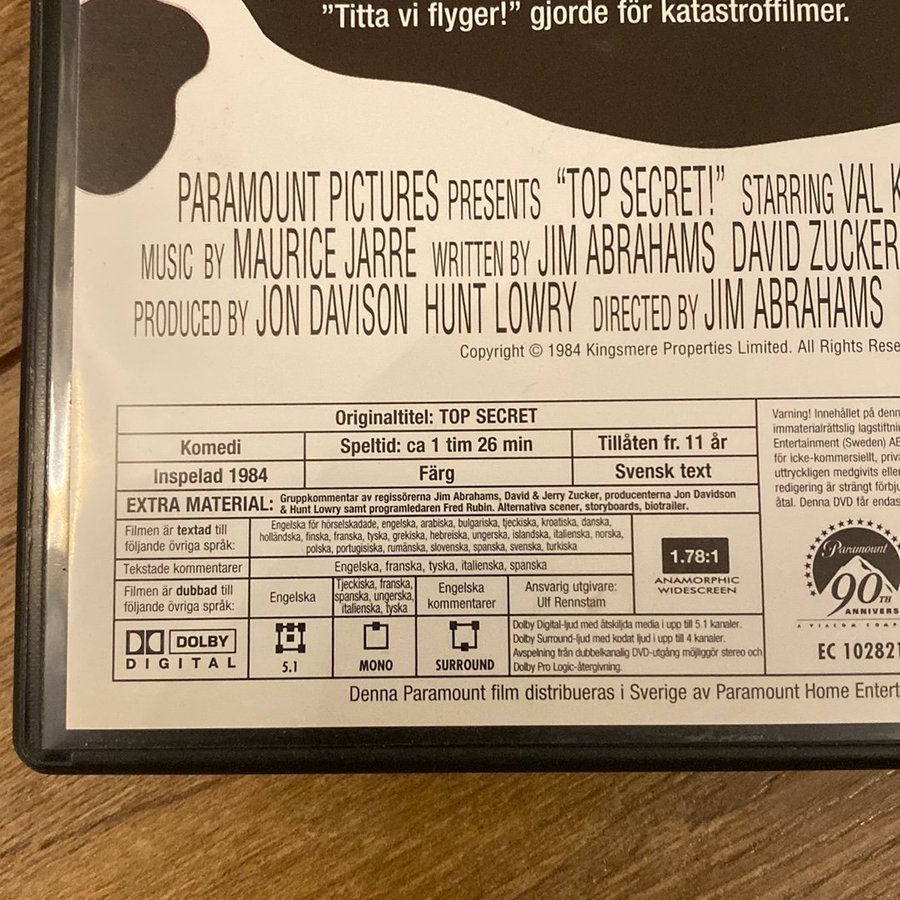 ”Titta vi flyger!” gjorde för katastroffilmer.
PARAMOUNT PICTURES PRESENTS “TOP SECRET!” STARRING VAL K
MUSIC BY MAURICE JARRE WRITTEN BY JIM ABRAHAMS DAVID ZUCKER
PRODUCED BY JON DAVISON HUNT LOWRY DIRECTED BY JIM ABRAHAMS
Copyright © 1984 Kingsmere Properties Limited. All Rights Rese
Originaltitel: TOP SECRET
Komedi Speltid: ca 1 tim 26 min Tillåten fr. 11 år
Inspelad 1984 Färg Svensk text
EXTRA MATERIAL: Gruppkommentar av regissörerna Jim Abrahams, David & Jerry Zucker, producenterna Jon Davidson
& Hunt Lowry samt programledaren Fred Rubin. Alternativa scener, storyboards, biotrailer.
Filmen är textad till
följande övriga språk:
Engelska för hörselskadade, engelska, arabiska, bulgariska, tjeckiska, kroatiska, danska,
holländska, finska, franska, tyska, grekiska, hebreiska, ungerska, isländska, italienska, norska,
polska, portugisiska, rumänska, slovenska, spanska, svenska, turkiska
Tekstade kommentarer Engelska, franska, tyska, italienska, spanska
Filmen är dubbad till
följande övriga språk:
Engelska
Tjeckiska, franska,
spanska, ungerska,
italienska, tyska
Engelska
kommentarer
Ansvarig utgivare:
Ulf Rennstam
1.78:1
ANAMORPHIC
WIDESCREEN
DOLBY
DIGITAL
5.1
MONO
SURROUND
Dolby Digital-ljud med åtskiljda media i upp till 5.1 kanaler.
Dolby Surround-ljud med kodat ljud i upp till 4 kanaler.
Avspelning från dubbelkanalig DVD-utgång möjliggör stereo och
Dolby Pro Logic-återgivning.
Varning! Innehållet på denn
immaterialrättslig lagstiftni
Entertainment (Sweden) AE
för icke-kommersiellt, priva
uttryckligen medgivits elle
redigering är strängt förbju
åtal. Denna DVD får endas
Paramount
90TH
ANNIVERS
A VIACOM COMP
EC 102821
Denna Paramount film distribueras i Sverige av Paramount Home Entert